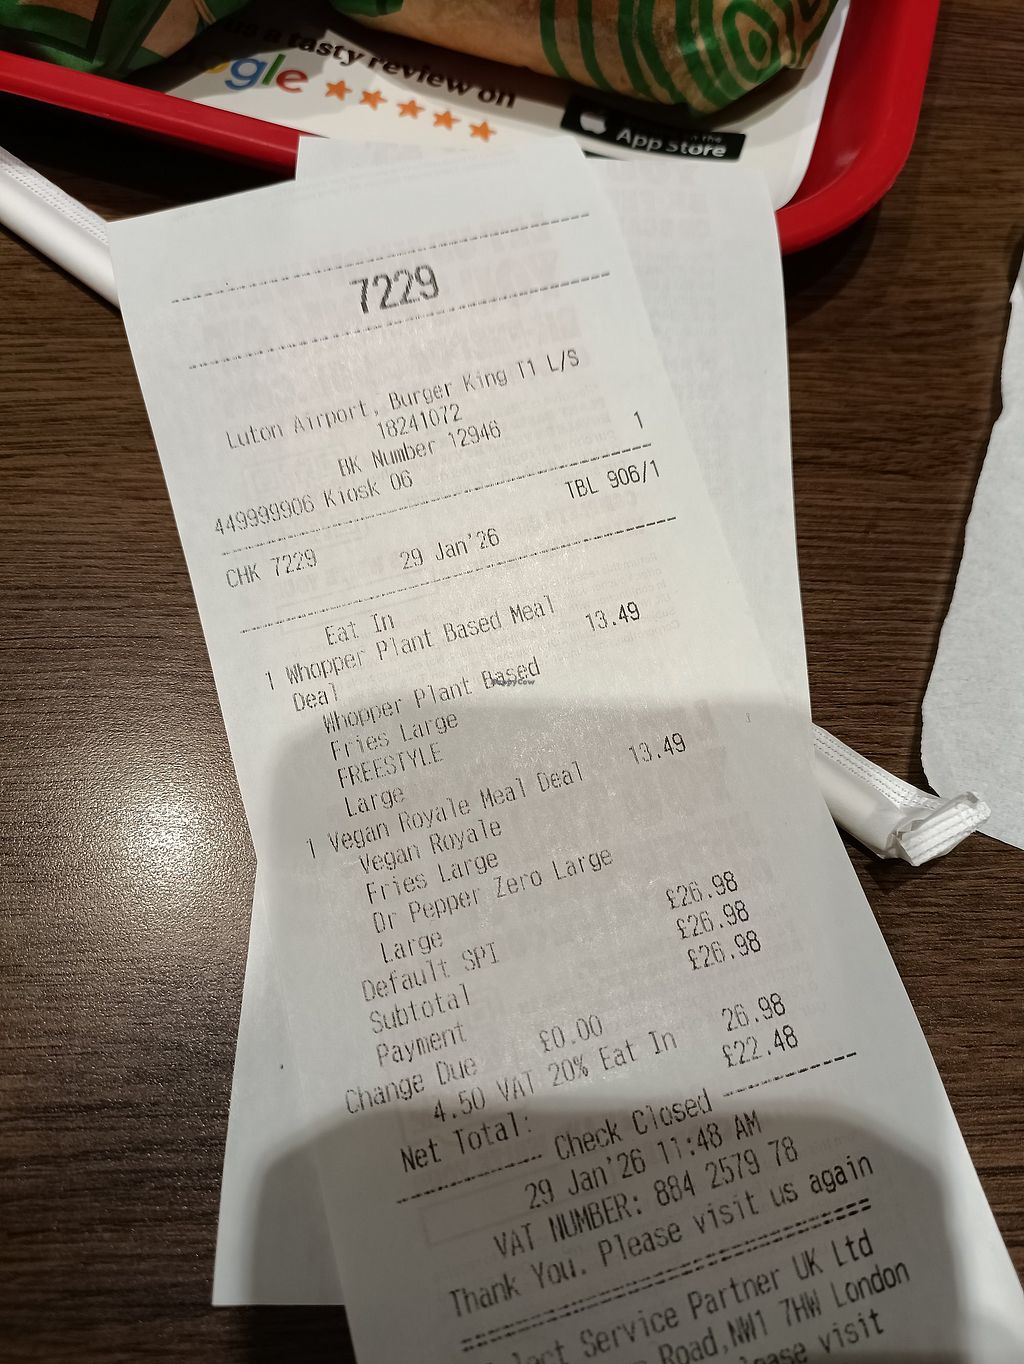 us a tasty review on
ogle
App Store
7229
Luton Airport, Burger King T1 L/S
18241072
BK Number 12946
449999906 Kiosk 06 1
CHK 7229 29 Jan'26 TBL 906/1
Eat In
1 Whopper Plant Based Meal 13.49
Deal
Whopper Plant Based
Fries Large
FREESTYLE
Large
1 Vegan Royale Meal Deal 13.49
Vegan Royale
Fries Large
Dr Pepper Zero Large
Large
Default SPI £26.98
Subtotal £26.98
Payment £26.98
Change Due £0.00
4.50 VAT 20% Eat In 26.98
Net Total: £22.48
-------- Check Closed --------
29 Jan'26 11:48 AM
VAT NUMBER: 884 2579 78
Thank You. Please visit us again
Service Partner UK Ltd
Road,NW1 7HW London
visit